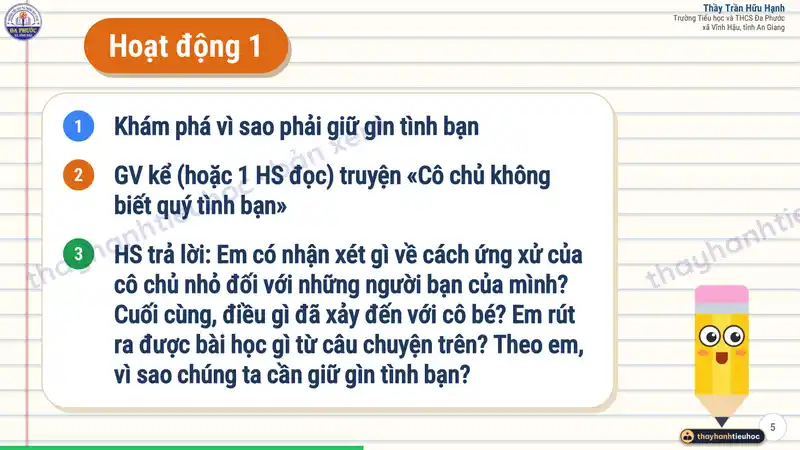 Thầy Trần Hữu Hạnh
Trường Tiểu học và THCS Đa Phước
xã Vĩnh Hậu, tỉnh An Giang
ĐA PHƯỚC
Hoạt động 1
1 Khám phá vì sao phải giữ gìn tình bạn
2 GV kể (hoặc 1 HS đọc) truyện «Cô chủ không
biết quý tình bạn»
3 HS trả lời: Em có nhận xét gì về cách ứng xử của
cô chủ nhỏ đối với những người bạn của mình?
Cuối cùng, điều gì đã xảy đến với cô bé? Em rút
ra được bài học gì từ câu chuyện trên? Theo em,
vì sao chúng ta cần giữ gìn tình bạn?
thayhanhtieuhoc
5